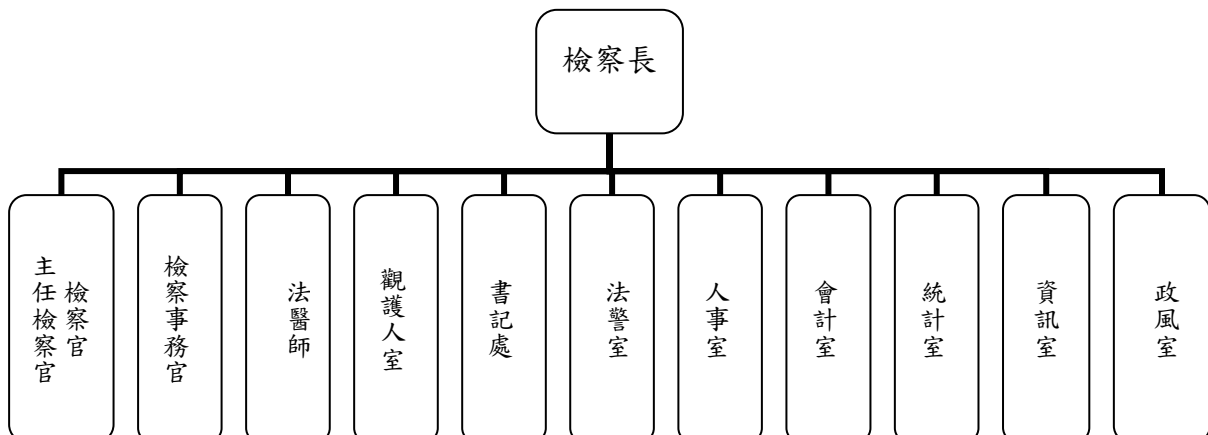 檢察長
主任檢察官
檢察官
檢察事務官
法醫師
觀護人室
書記處
法警室
人事室
會計室
統計室
資訊室
政風室